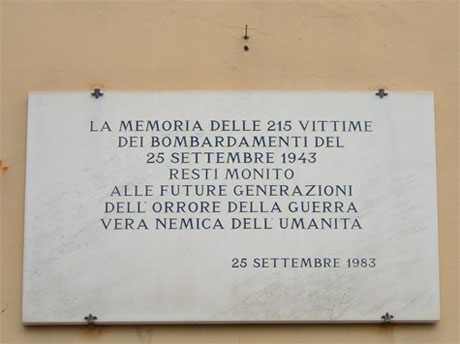 LA MEMORIA DELLE 215 VITTIME
DEI BOMBARDAMENTI DEL
25 SETTEMBRE 1943
RESTI MONITO
ALLE FUTURE GENERAZIONI
DELL'ORRORE DELLA GUERRA
VERA NEMICA DELL'UMANITÀ
25 SETTEMBRE 1983